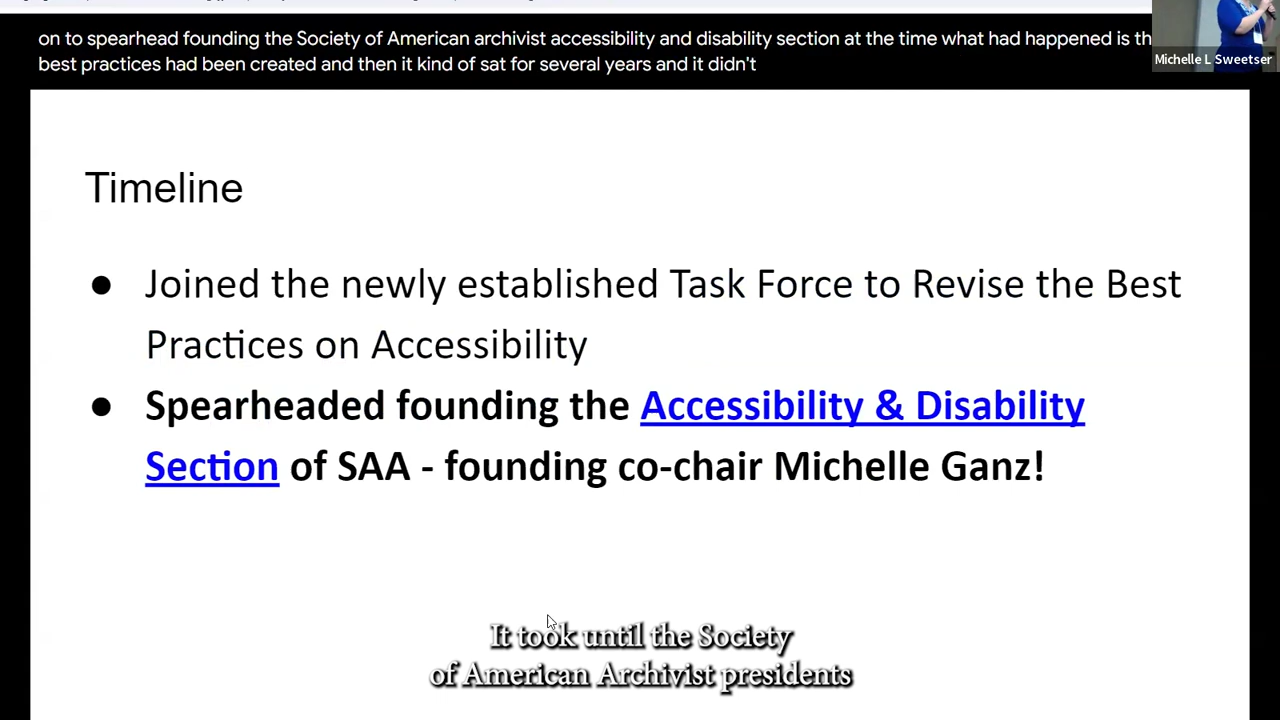 on to spearhead founding the Society of American archivist accessibility and disability section at the time what had happened is
best practices had been created and then it kind of sat for several years and it didn't
Michelle L Sweetser
Timeline
● Joined the newly established Task Force to Revise the Best
Practices on Accessibility
● Spearheaded founding the Accessibility & Disability
Section of SAA - founding co-chair Michelle Ganz!
It took until the Society
of American Archivist presidents